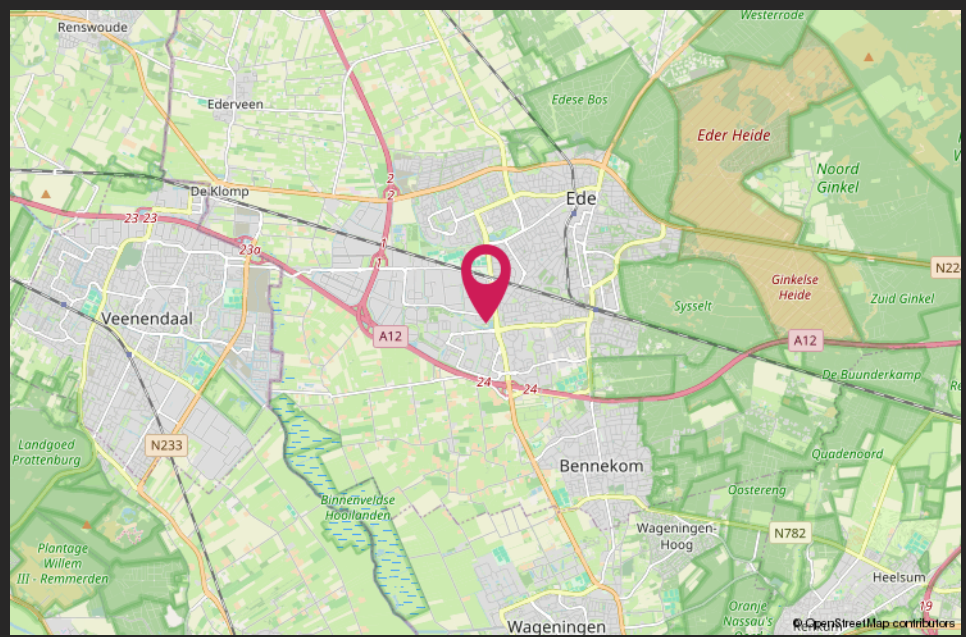 Westerrode
Renswoude
Edese Bos
Ederveen
Eder Heide
Noord
Ginkel
2
2
De Klomp
Ede
23 23
23a
1
1
N22
Ginkelse
Heide
Zuid Ginkel
Sysselt
Veenendaal
A12
A12
24
24
De Buunderkamp
Landgoed
Prattenburg
N233
Bennekom
Quadenoord
Oostereng
Binnenveldse
Hooilanden
Wageningen-
Hoog
N782
Plantage
Willem
III - Remmerden
Heelsum
19
Oranje
Nassau's
Wageningen
Renkum
© OpenStreetMap contributors